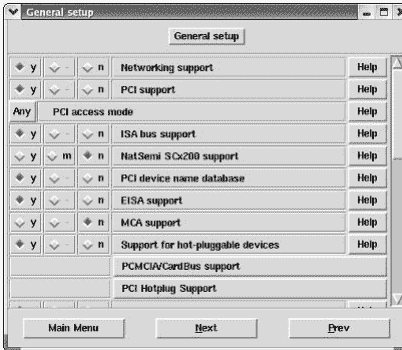 General setup
General setup
y - n Networking support Help
y - n PCI support Help
Any PCI access mode Help
y - n ISA bus support Help
y m n NatSemi SCx200 support Help
y - n PCI device name database Help
y - n EISA support Help
y - n MCA support Help
y - n Support for hot-pluggable devices Help
PCMCIA/CardBus support
PCI Hotplug Support
Main Menu Next Prev